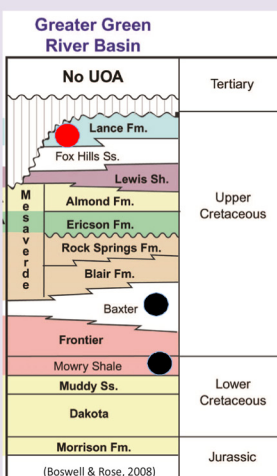 Greater Green
River Basin
No UOA
Tertiary
Lance Fm.
Fox Hills Ss.
Lewis Sh.
Mesaverde
Almond Fm.
Ericson Fm.
Rock Springs Fm.
Blair Fm.
Upper
Cretaceous
Baxter
Frontier
Mowry Shale
Muddy Ss.
Lower
Cretaceous
Dakota
Morrison Fm.
Jurassic
(Boswell & Rose, 2008)